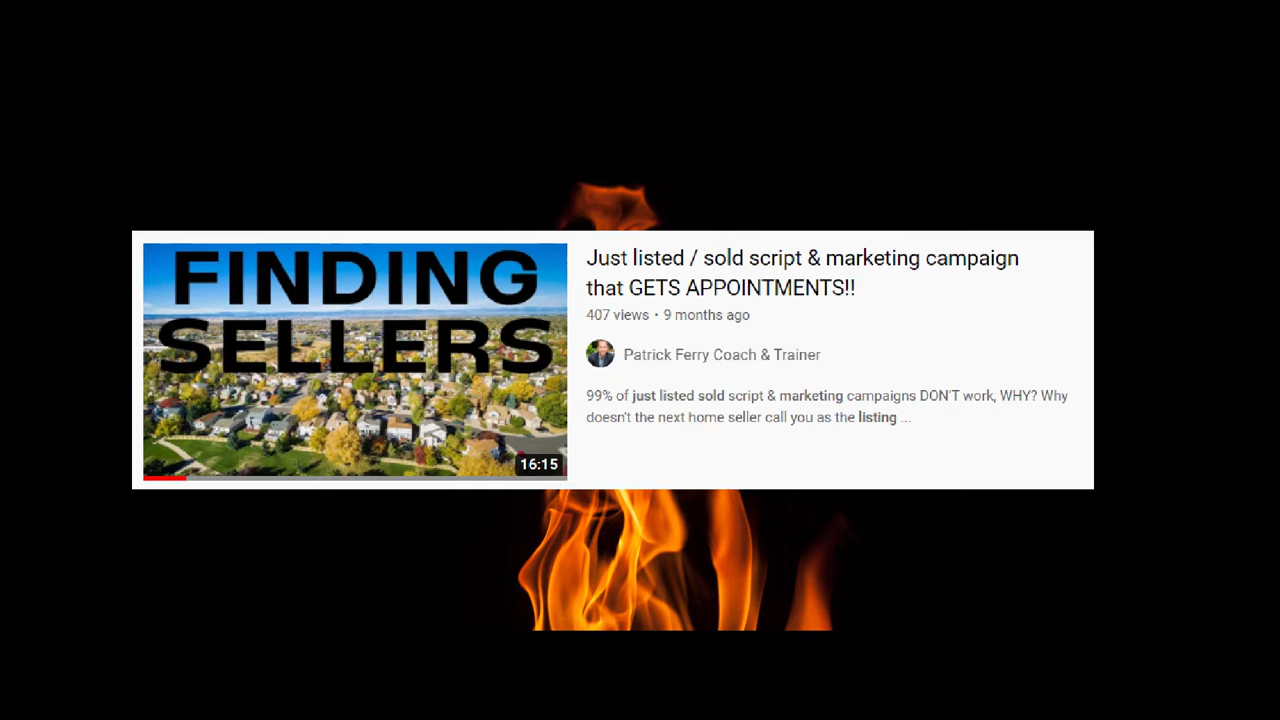 FINDING
SELLERS
16:15
Just listed / sold script & marketing campaign
that GETS APPOINTMENTS!!
407 views • 9 months ago
Patrick Ferry Coach & Trainer
99% of just listed sold script & marketing campaigns DON'T work, WHY? Why
doesn't the next home seller call you as the listing ...